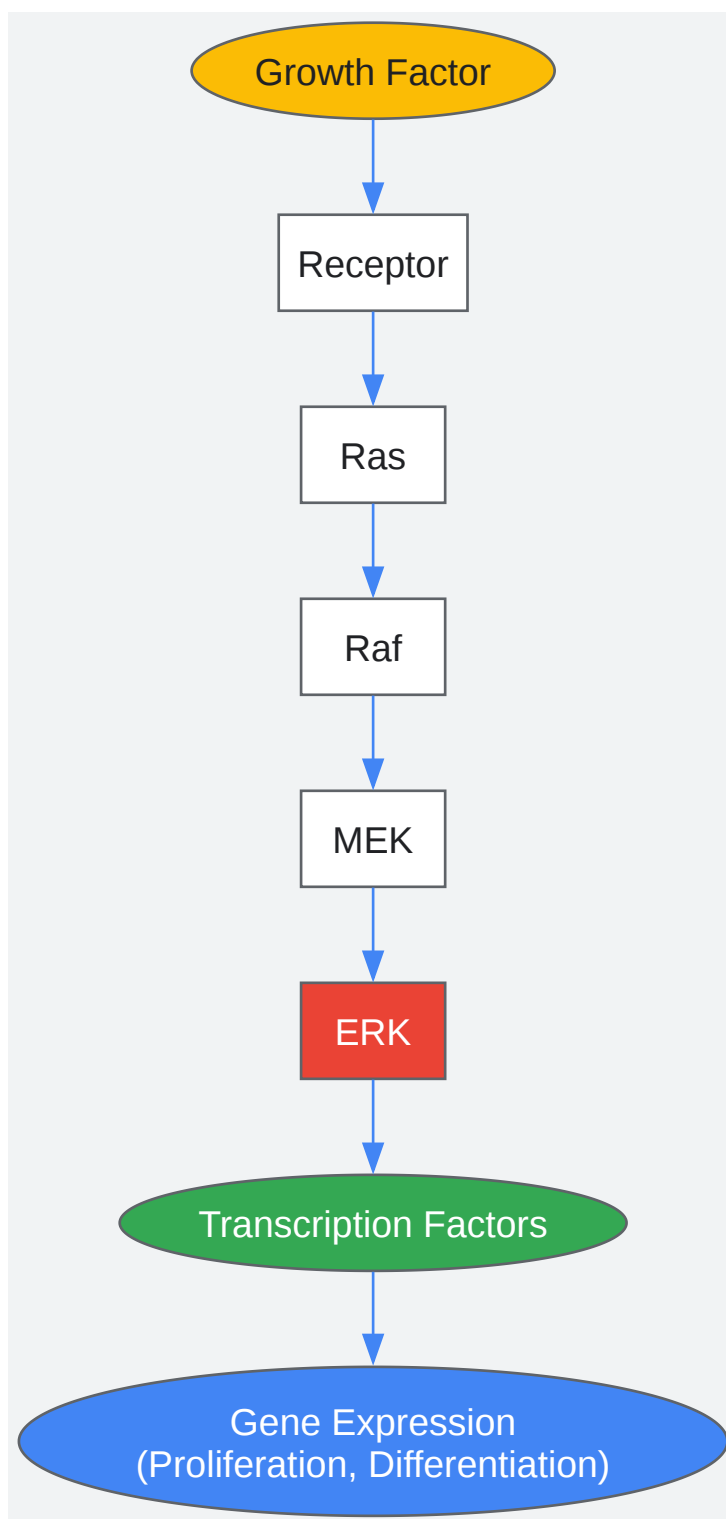 Growth Factor
Receptor
Ras
Raf
MEK
ERK
Transcription Factors
Gene Expression
(Proliferation, Differentiation)